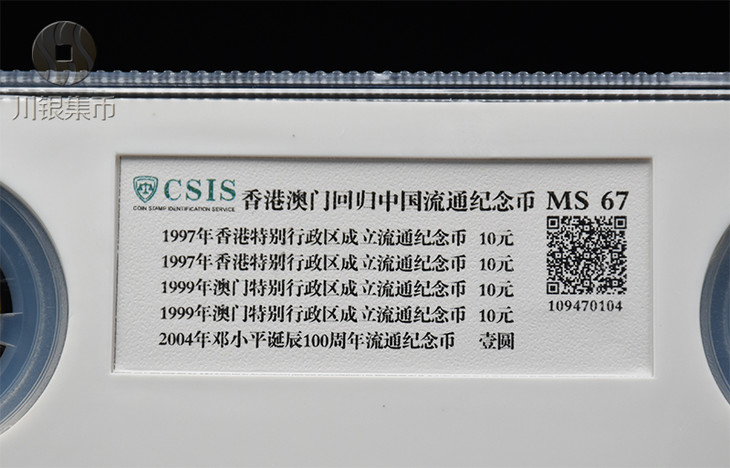 川银集币
CSIS 香港澳门回归中国流通纪念币 MS 67
COIN STAMP IDENTIFICATION SERVICE
1997年香港特别行政区成立流通纪念币 10元
1997年香港特别行政区成立流通纪念币 10元
1999年澳门特别行政区成立流通纪念币 10元
1999年澳门特别行政区成立流通纪念币 10元
2004年邓小平诞辰100周年流通纪念币 壹圆
109470104